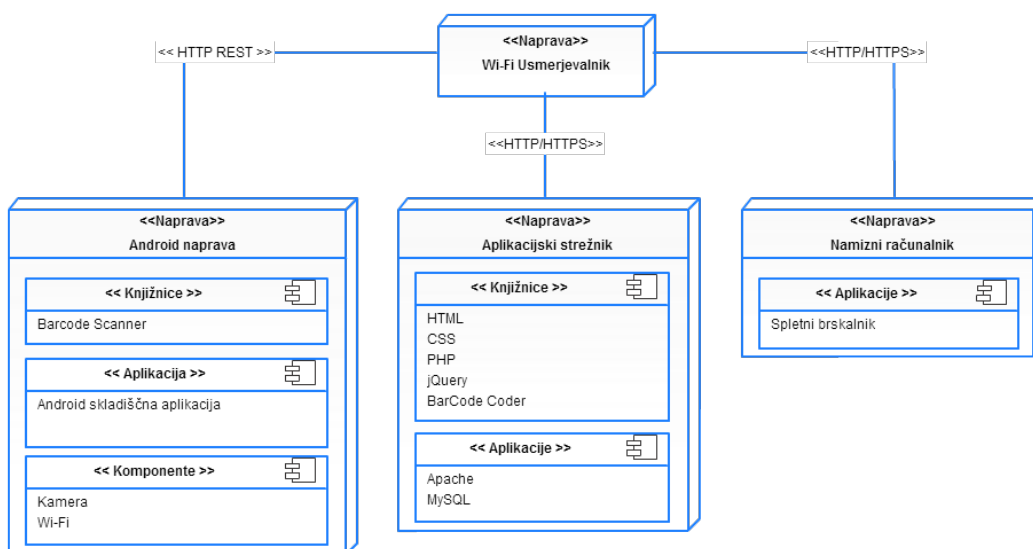 <<Naprava>>
Wi-Fi Usmerjevalnik
<< HTTP REST >>
<<HTTP/HTTPS>>
<<HTTP/HTTPS>>
<<Naprava>>
Android naprava
<< Knjižnice >>
Barcode Scanner
<< Aplikacija >>
Android skladiščna aplikacija
<< Komponente >>
Kamera
Wi-Fi
<<Naprava>>
Aplikacijski strežnik
<< Knjižnice >>
HTML
CSS
PHP
jQuery
BarCode Coder
<< Aplikacije >>
Apache
MySQL
<<Naprava>>
Namizni računalnik
<< Aplikacije >>
Spletni brskalnik